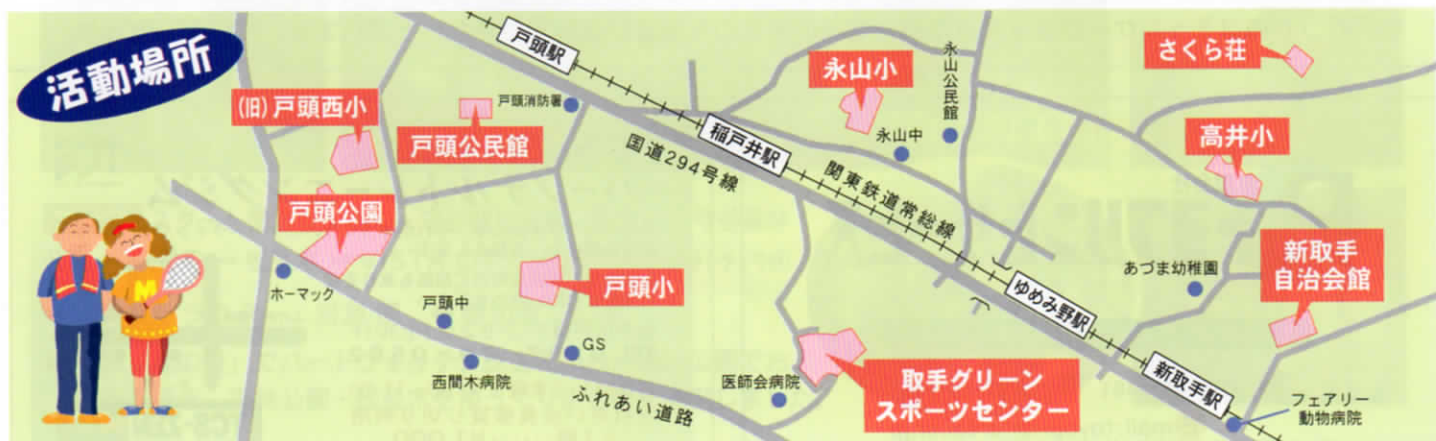 活動場所
戸頭駅
(旧)戸頭西小
戸頭公民館
戸頭消防署
国道294号線
稲戸井駅
永山小
永山中
永山公民館
関東鉄道常総線
さくら荘
高井小
戸頭公園
ホーマック
戸頭中
戸頭小
GS
西間木病院
ふれあい道路
医師会病院
取手グリーン
スポーツセンター
ゆめみ野駅
あづま幼稚園
新取手
自治会館
新取手駅
フェアリー
動物病院
M